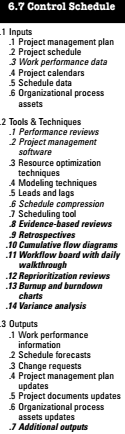 6.7 Control Schedule
.1 Inputs
.1 Project management plan
.2 Project schedule
.3 Work performance data
.4 Project calendars
.5 Schedule data
.6 Organizational process
assets
.2 Tools & Techniques
.1 Performance reviews
.2 Project management
software
.3 Resource optimization
techniques
.4 Modeling techniques
.5 Leads and lags
.6 Schedule compression
.7 Scheduling tool
.8 Evidence-based reviews
.9 Retrospectives
.10 Cumulative flow diagrams
.11 Workflow board with daily
walkthrough
.12 Reprioritization reviews
.13 Burnup and burndown
charts
.14 Variance analysis
.3 Outputs
.1 Work performance
information
.2 Schedule forecasts
.3 Change requests
.4 Project management plan
updates
.5 Project documents updates
.6 Organizational process
assets updates
.7 Additional outputs